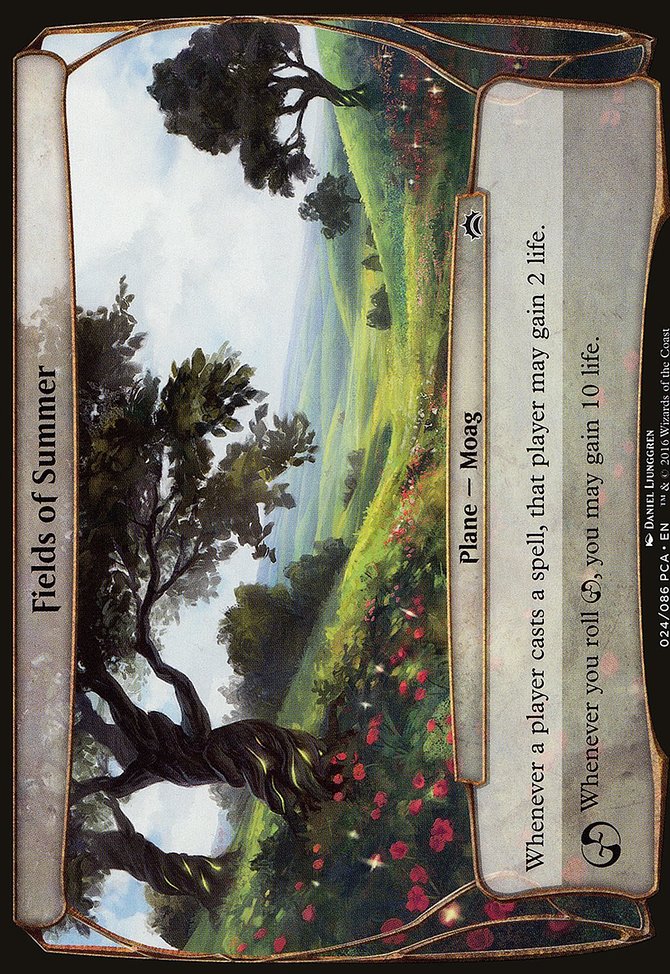 Fields of Summer
Plane — Moag
Whenever a player casts a spell, that player may gain 2 life.
Whenever you roll , you may gain 10 life.
DANIEL LJUNGGREN
024/086 PCA • EN ™ & © 2016 Wizards of the Coast